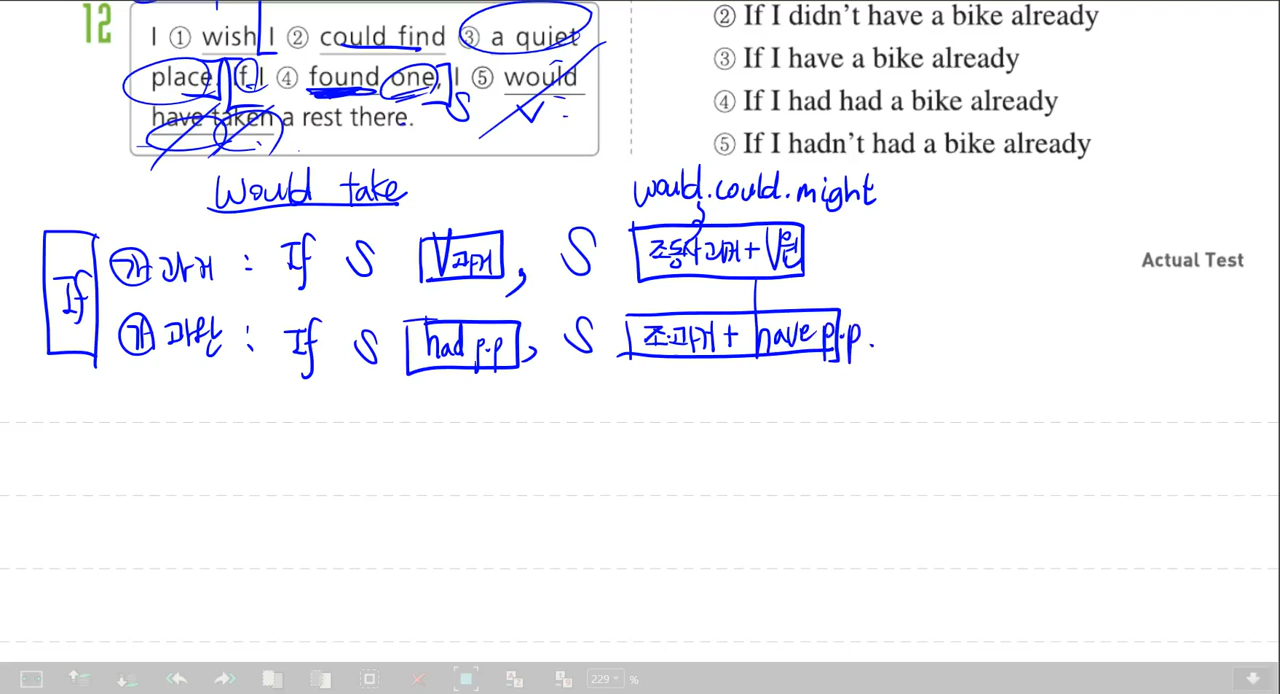 12
I ① wish I ② could find ③ a quiet
place. If I ④ found one, I ⑤ would
have taken a rest there.
② If I didn't have a bike already
③ If I have a bike already
④ If I had had a bike already
⑤ If I hadn't had a bike already
S
V
Would take
would.could.might
If
가 과거 : If S V과거, S 조동사 과거 + V원
가 과완 : If S had p.p, S 조.과거 + have p.p.
Actual Test
229 %